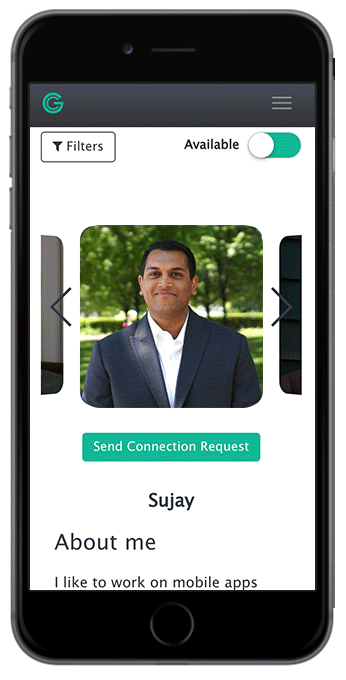 Filters
Available
Send Connection Request
Sujay
About me
I like to work on mobile apps